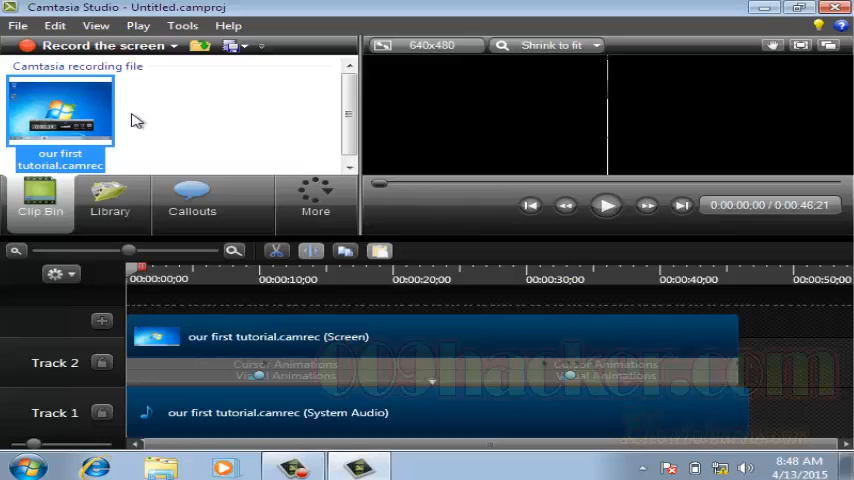 Camtasia Studio - Untitled.camproj
File Edit View Play Tools Help
Record the screen
640x480
Shrink to fit
Camtasia recording file
our first
tutorial.camrec
Clip Bin
Library
Callouts
More
0:00:00;00 / 0:00:46,21
00:00:00;00
00:00:10;00
00:00:20;00
00:00:30;00
00:00:40;00
00:00:50;00
our first tutorial.camrec (Screen)
Track 2
Cursor Animations
Visual Animations
Cursor Animations
Visual Animations
009hacker.com
Track 1
our first tutorial.camrec (System Audio)
8:48 AM
4/13/2015